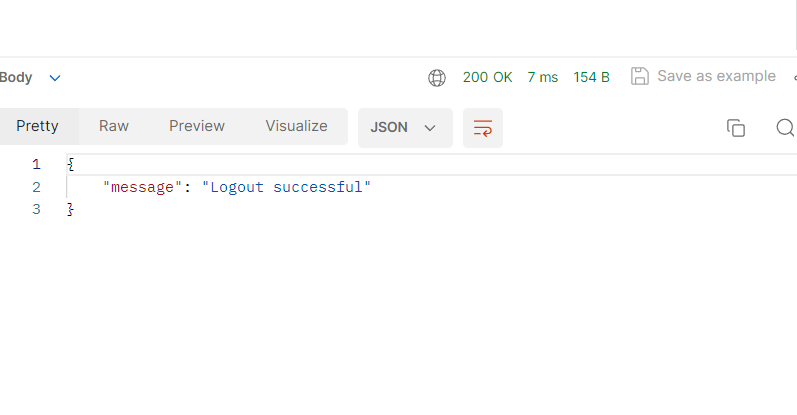 Body 200 OK 7 ms 154 B Save as example
Pretty Raw Preview Visualize JSON
1 {
2 "message": "Logout successful"
3 }